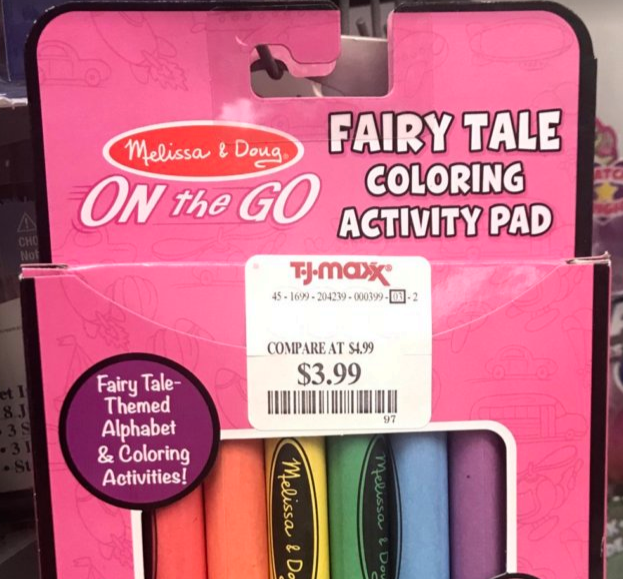 Melissa & Doug
ON the GO
FAIRY TALE
COLORING
ACTIVITY PAD
T·J·maxx®
45 - 1699 - 204239 - 000399 - 03 - 2
COMPARE AT $4.99
$3.99
97
Fairy Tale-
Themed
Alphabet
& Coloring
Activities!
Melissa & Do
Melissa & Do